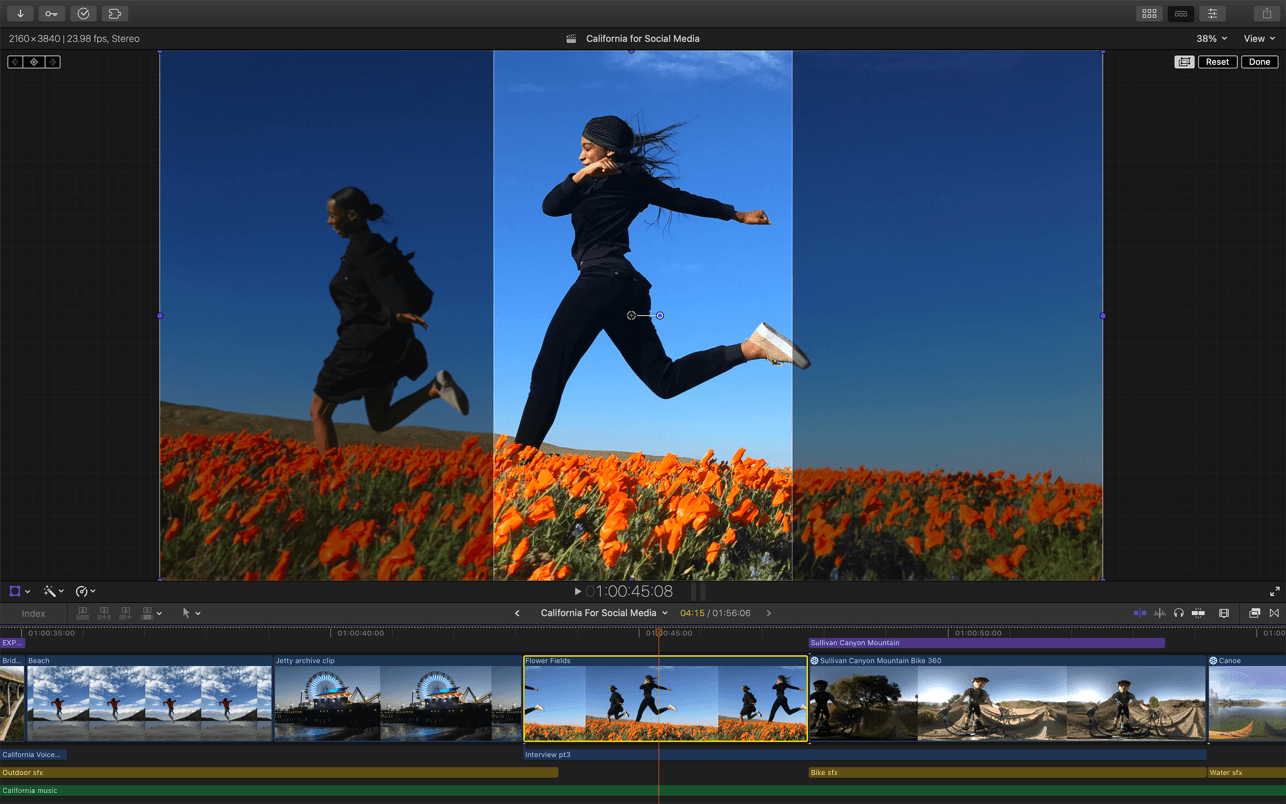 2160×3840 | 23.98 fps, Stereo
California for Social Media
38%
View
Reset
Done
01:00:45:08
Index
California For Social Media
04:15 / 01:56:06
01:00:35:00
01:00:40:00
01:00:45:00
01:00:50:00
01:00
EXP...
Sullivan Canyon Mountain
Brid...
Beach
Jetty archive clip
Flower Fields
Sullivan Canyon Mountain Bike 360
Canoe
California Voice...
Interview pt3
Outdoor sfx
Bike sfx
Water sfx
California music